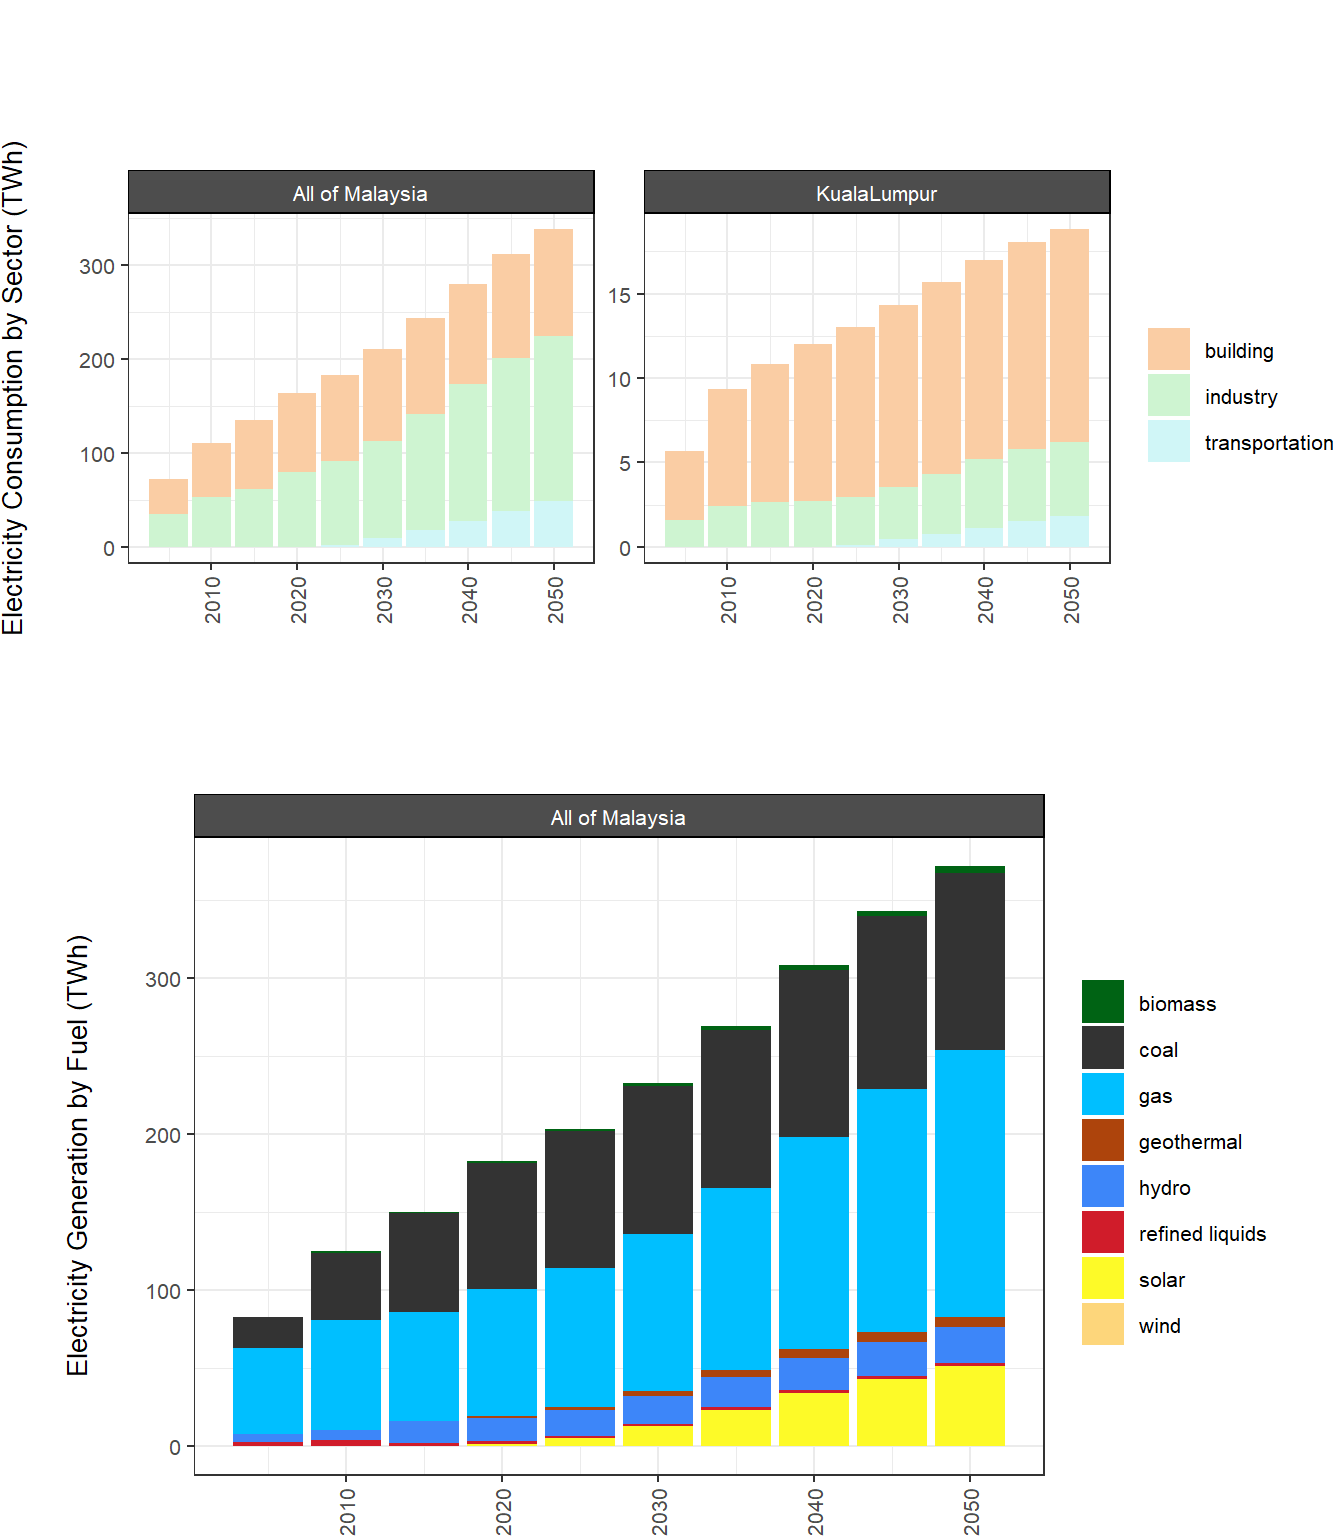 Electricity Consumption by Sector (TWh)
All of Malaysia
KualaLumpur
300
200
100
0
15
10
5
0
2010
2020
2030
2040
2050
2010
2020
2030
2040
2050
building
industry
transportation
Electricity Generation by Fuel (TWh)
All of Malaysia
300
200
100
0
2010
2020
2030
2040
2050
biomass
coal
gas
geothermal
hydro
refined liquids
solar
wind